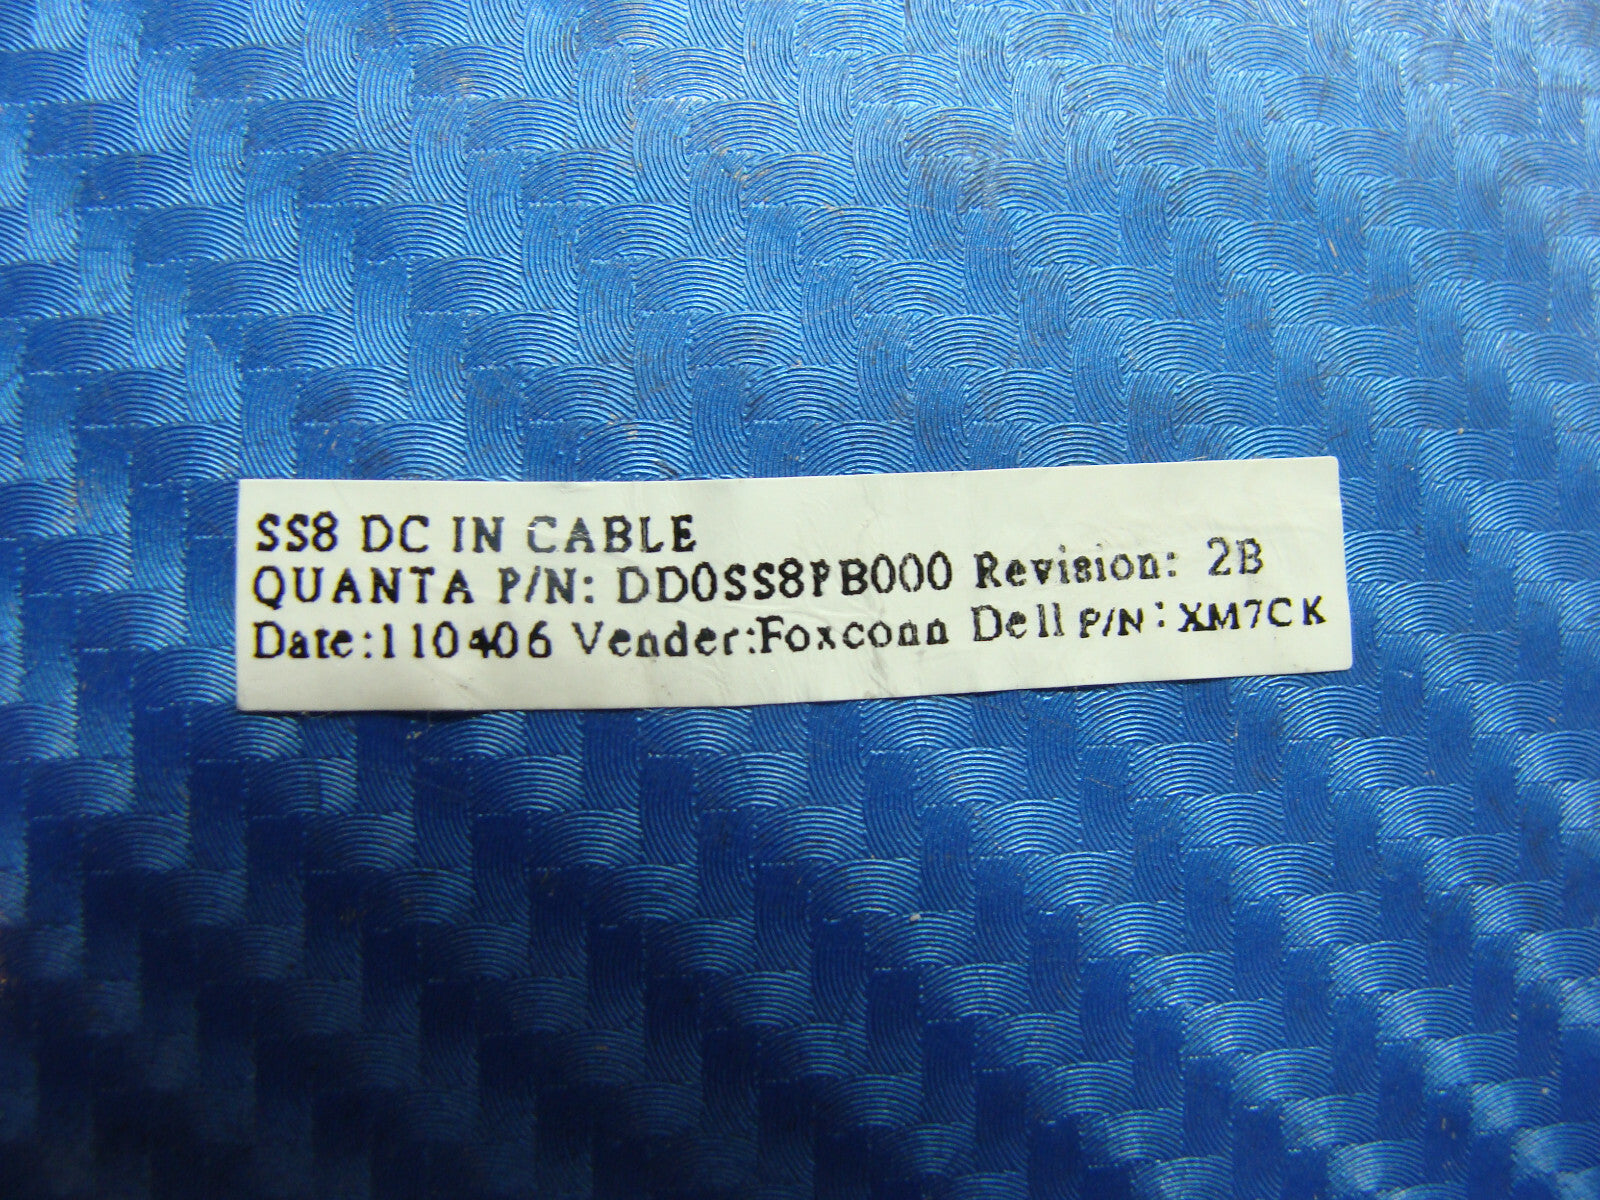 SS8 DC IN CABLE
QUANTA P/N: DD0SS8PB000 Revision: 2B
Date:110406 Vender:Foxconn Dell P/N:XM7CK